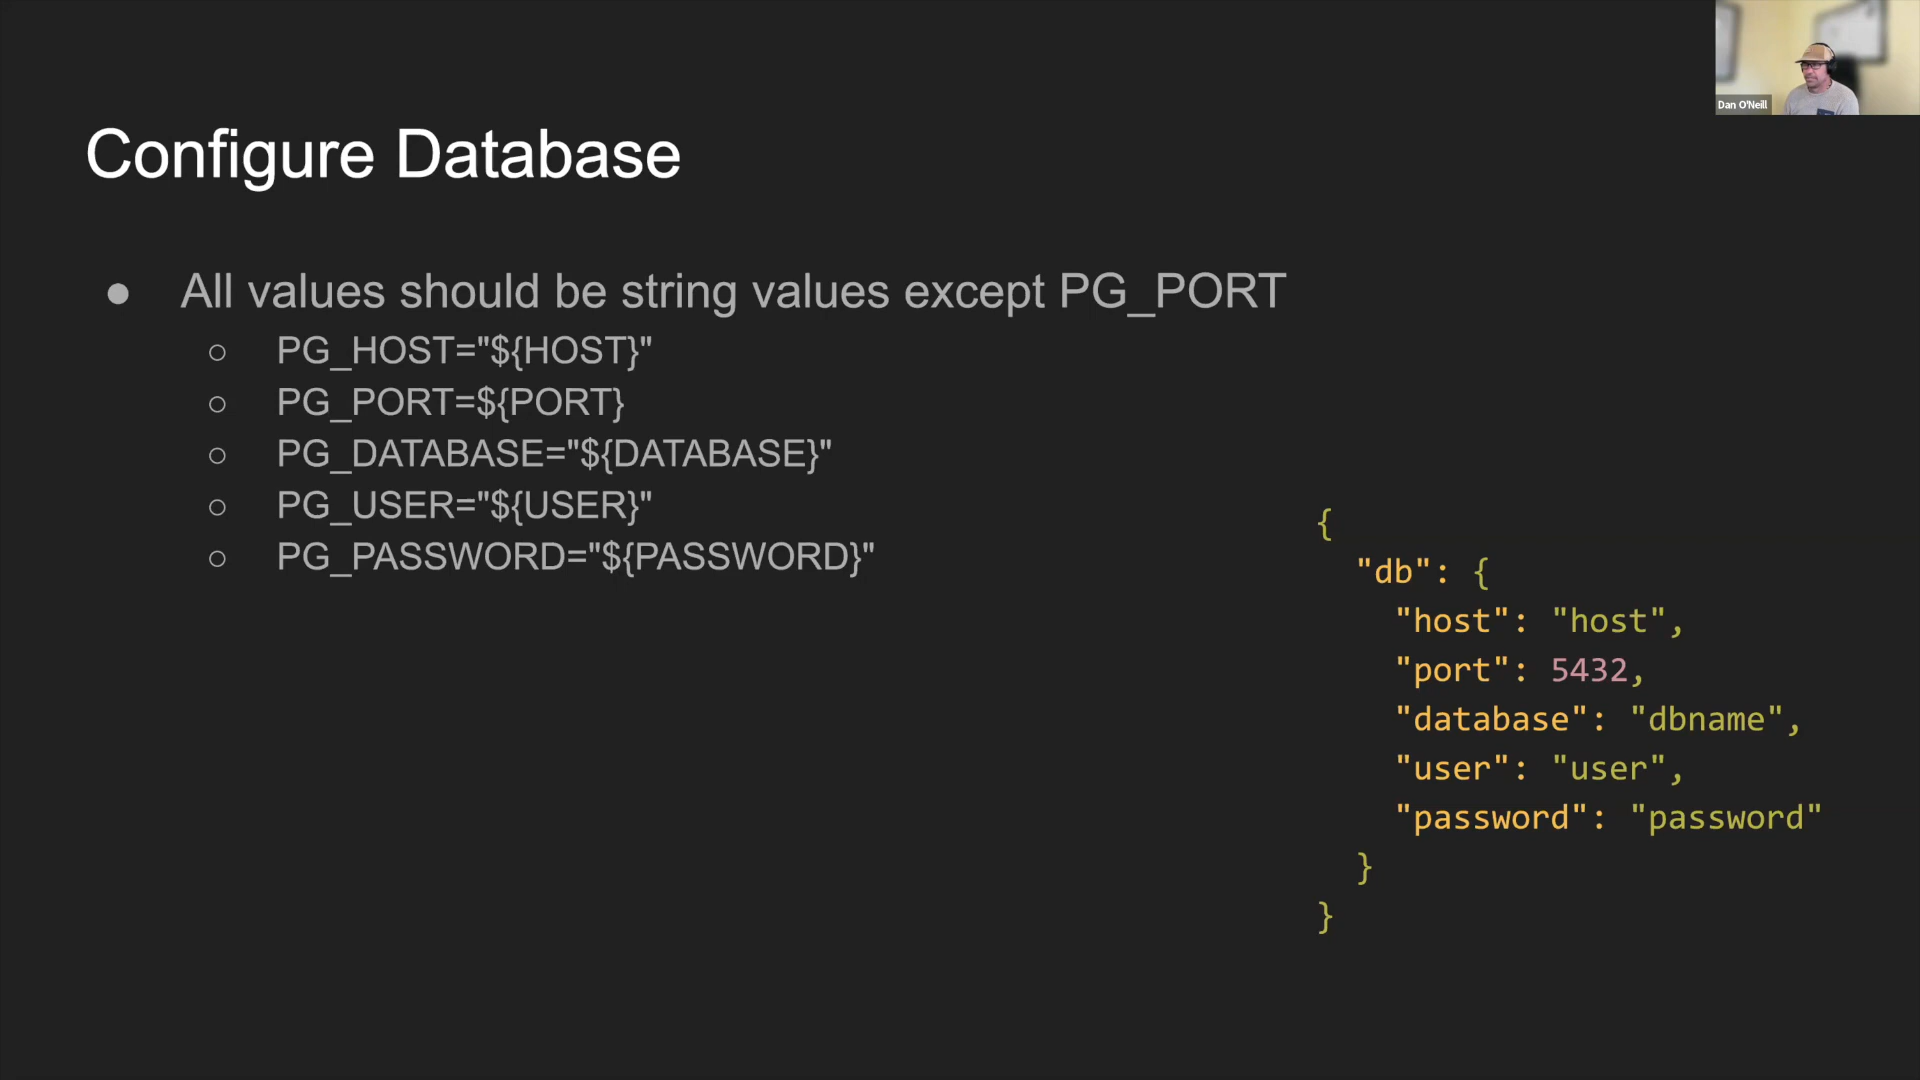 Dan O'Neill
Configure Database
● All values should be string values except PG_PORT
○ PG_HOST="${HOST}"
○ PG_PORT=${PORT}
○ PG_DATABASE="${DATABASE}"
○ PG_USER="${USER}"
○ PG_PASSWORD="${PASSWORD}"
{
  "db": {
    "host": "host",
    "port": 5432,
    "database": "dbname",
    "user": "user",
    "password": "password"
  }
}